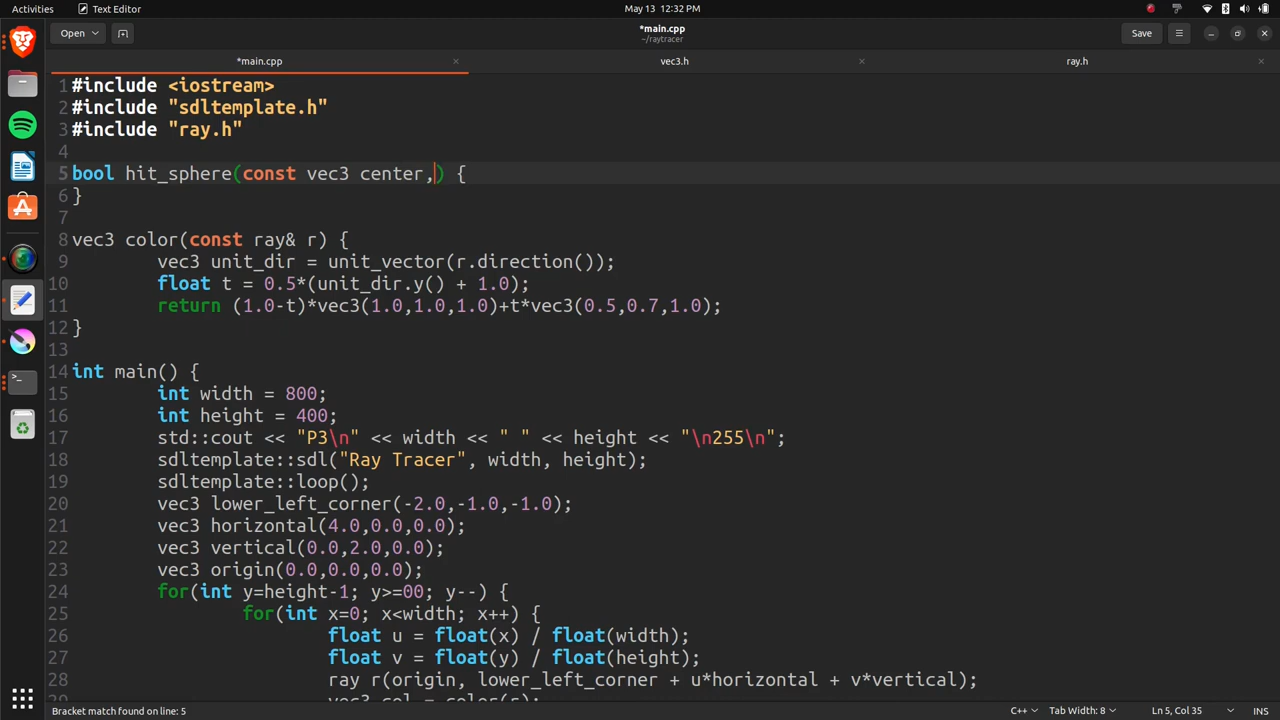 Activities Text Editor May 13 12:32 PM
Open *main.cpp Save
~/raytracer
*main.cpp vec3.h ray.h
1 #include <iostream>
2 #include "sdltemplate.h"
3 #include "ray.h"
4
5 bool hit_sphere(const vec3 center,) {
6 }
7
8 vec3 color(const ray& r) {
9 vec3 unit_dir = unit_vector(r.direction());
10 float t = 0.5*(unit_dir.y() + 1.0);
11 return (1.0-t)*vec3(1.0,1.0,1.0)+t*vec3(0.5,0.7,1.0);
12 }
13
14 int main() {
15 int width = 800;
16 int height = 400;
17 std::cout << "P3\n" << width << " " << height << "\n255\n";
18 sdltemplate::sdl("Ray Tracer", width, height);
19 sdltemplate::loop();
20 vec3 lower_left_corner(-2.0,-1.0,-1.0);
21 vec3 horizontal(4.0,0.0,0.0);
22 vec3 vertical(0.0,2.0,0.0);
23 vec3 origin(0.0,0.0,0.0);
24 for(int y=height-1; y>=00; y--) {
25 for(int x=0; x<width; x++) {
26 float u = float(x) / float(width);
27 float v = float(y) / float(height);
28 ray r(origin, lower_left_corner + u*horizontal + v*vertical);
29 vec3 col = color(r);
Bracket match found on line: 5 C++ Tab Width: 8 Ln 5, Col 35 INS